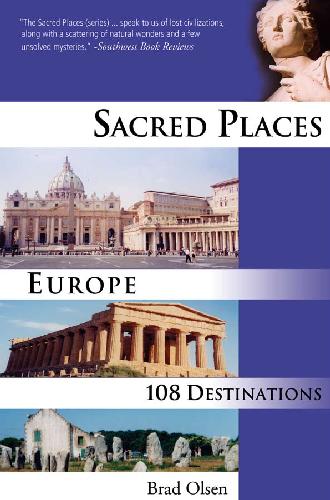 "The Sacred Places (series) ... speak to us of lost civilizations,
along with a scattering of natural wonders and a few
unsolved mysteries." -Southwest Book Reviews
SACRED PLACES
EUROPE
108 DESTINATIONS
Brad Olsen